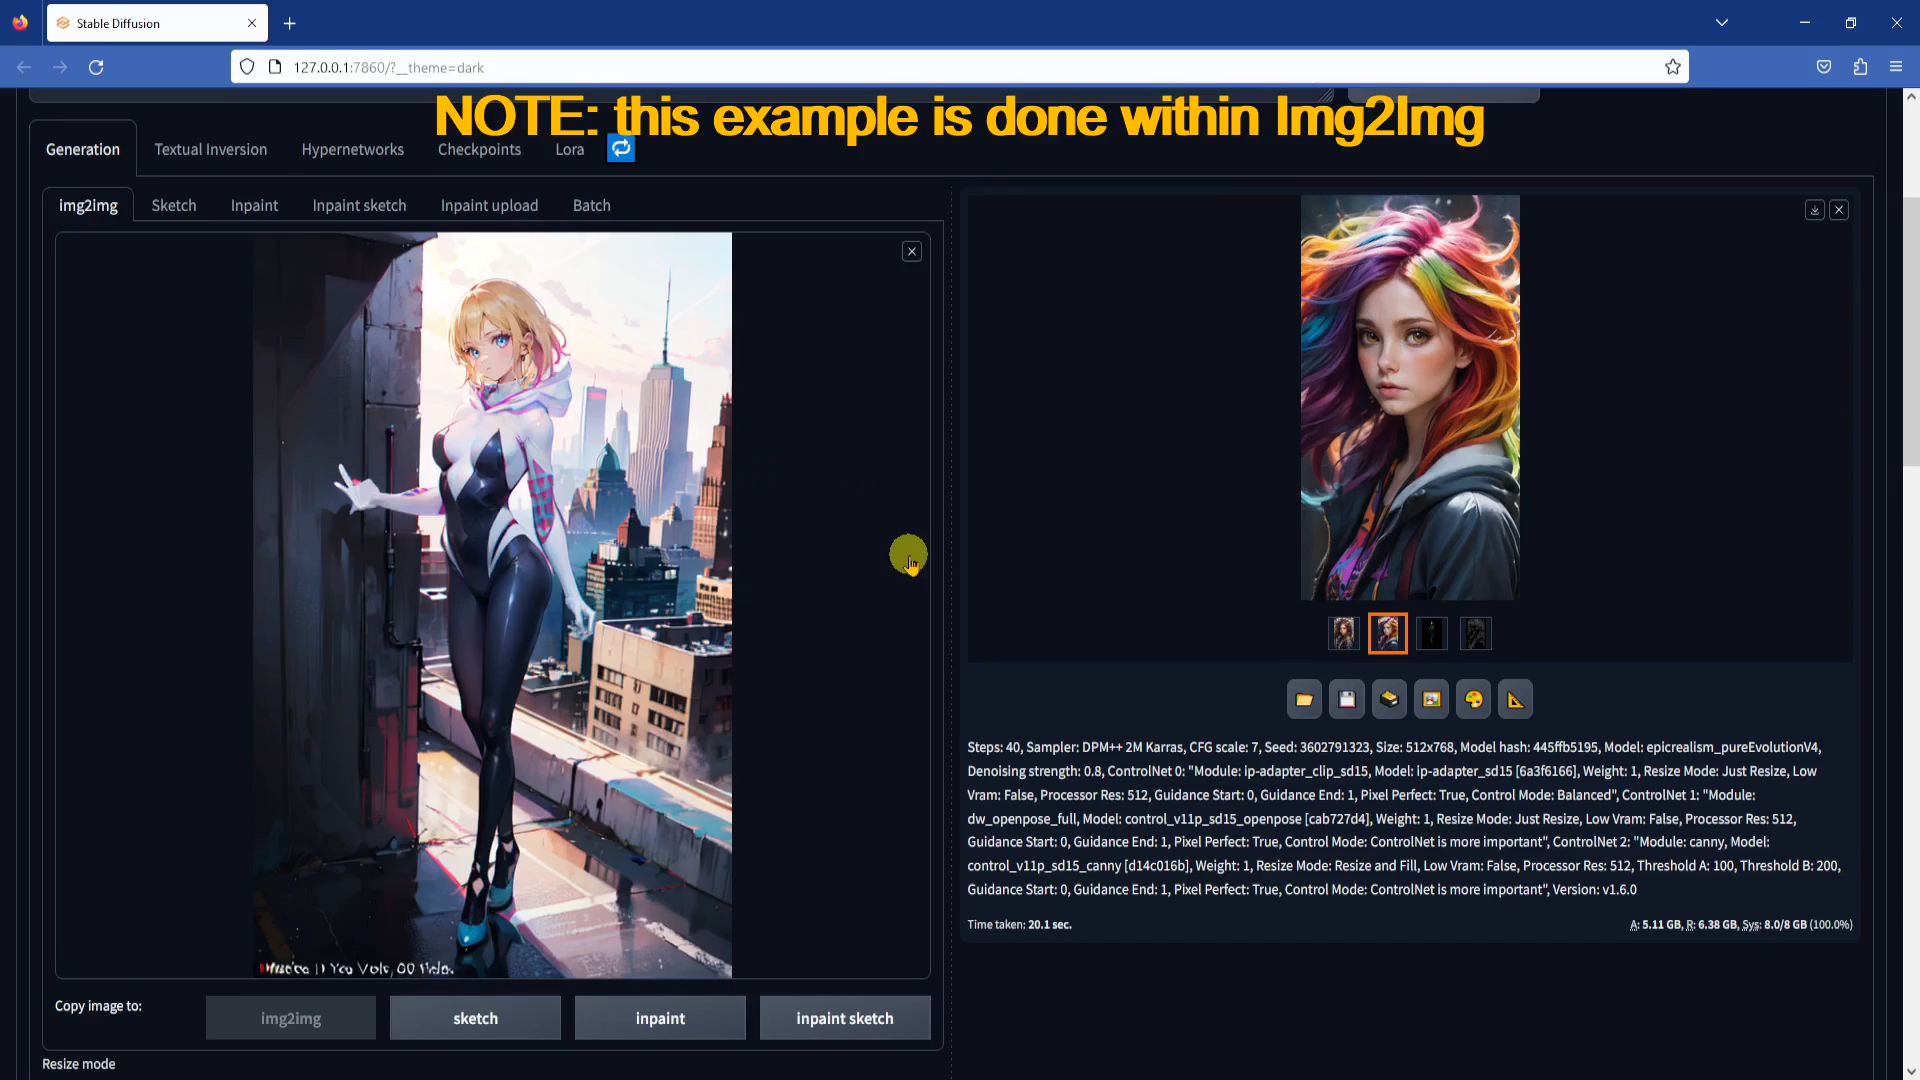 Stable Diffusion
127.0.0.1:7860/?__theme=dark
NOTE: this example is done within Img2Img
Generation
Textual Inversion
Hypernetworks
Checkpoints
Lora
img2img
Sketch
Inpaint
Inpaint sketch
Inpaint upload
Batch
Copy image to:
img2img
sketch
inpaint
inpaint sketch
Resize mode
Steps: 40, Sampler: DPM++ 2M Karras, CFG scale: 7, Seed: 3602791323, Size: 512x768, Model hash: 445ffb5195, Model: epicrealism_pureEvolutionV4,
Denoising strength: 0.8, ControlNet 0: "Module: ip-adapter_clip_sd15, Model: ip-adapter_sd15 [6a3f6166], Weight: 1, Resize Mode: Just Resize, Low
Vram: False, Processor Res: 512, Guidance Start: 0, Guidance End: 1, Pixel Perfect: True, Control Mode: Balanced", ControlNet 1: "Module:
dw_openpose_full, Model: control_v11p_sd15_openpose [cab727d4], Weight: 1, Resize Mode: Just Resize, Low Vram: False, Processor Res: 512,
Guidance Start: 0, Guidance End: 1, Pixel Perfect: True, Control Mode: ControlNet is more important", ControlNet 2: "Module: canny, Model:
control_v11p_sd15_canny [d14c016b], Weight: 1, Resize Mode: Resize and Fill, Low Vram: False, Processor Res: 512, Threshold A: 100, Threshold B: 200,
Guidance Start: 0, Guidance End: 1, Pixel Perfect: True, Control Mode: ControlNet is more important", Version: v1.6.0
Time taken: 20.1 sec.
A: 5.11 GB, R: 6.38 GB, Sys: 8.0/8 GB (100.0%)